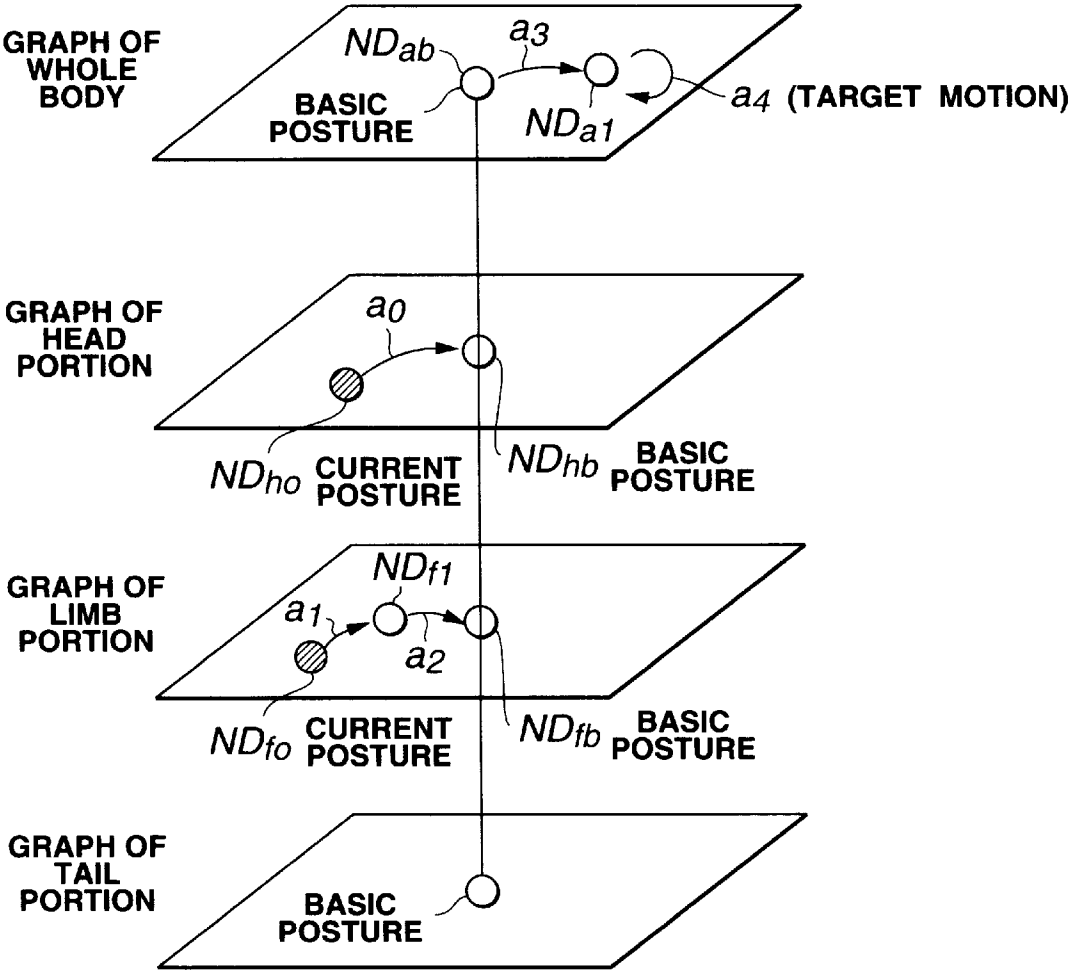 GRAPH OF
WHOLE
BODY
NDab
a3
BASIC
POSTURE
NDa1
a4 (TARGET MOTION)
GRAPH OF
HEAD
PORTION
a0
NDho
CURRENT
POSTURE
NDhb
BASIC
POSTURE
GRAPH OF
LIMB
PORTION
NDf1
a1
a2
NDfo
CURRENT
POSTURE
NDfb
BASIC
POSTURE
GRAPH OF
TAIL
PORTION
BASIC
POSTURE